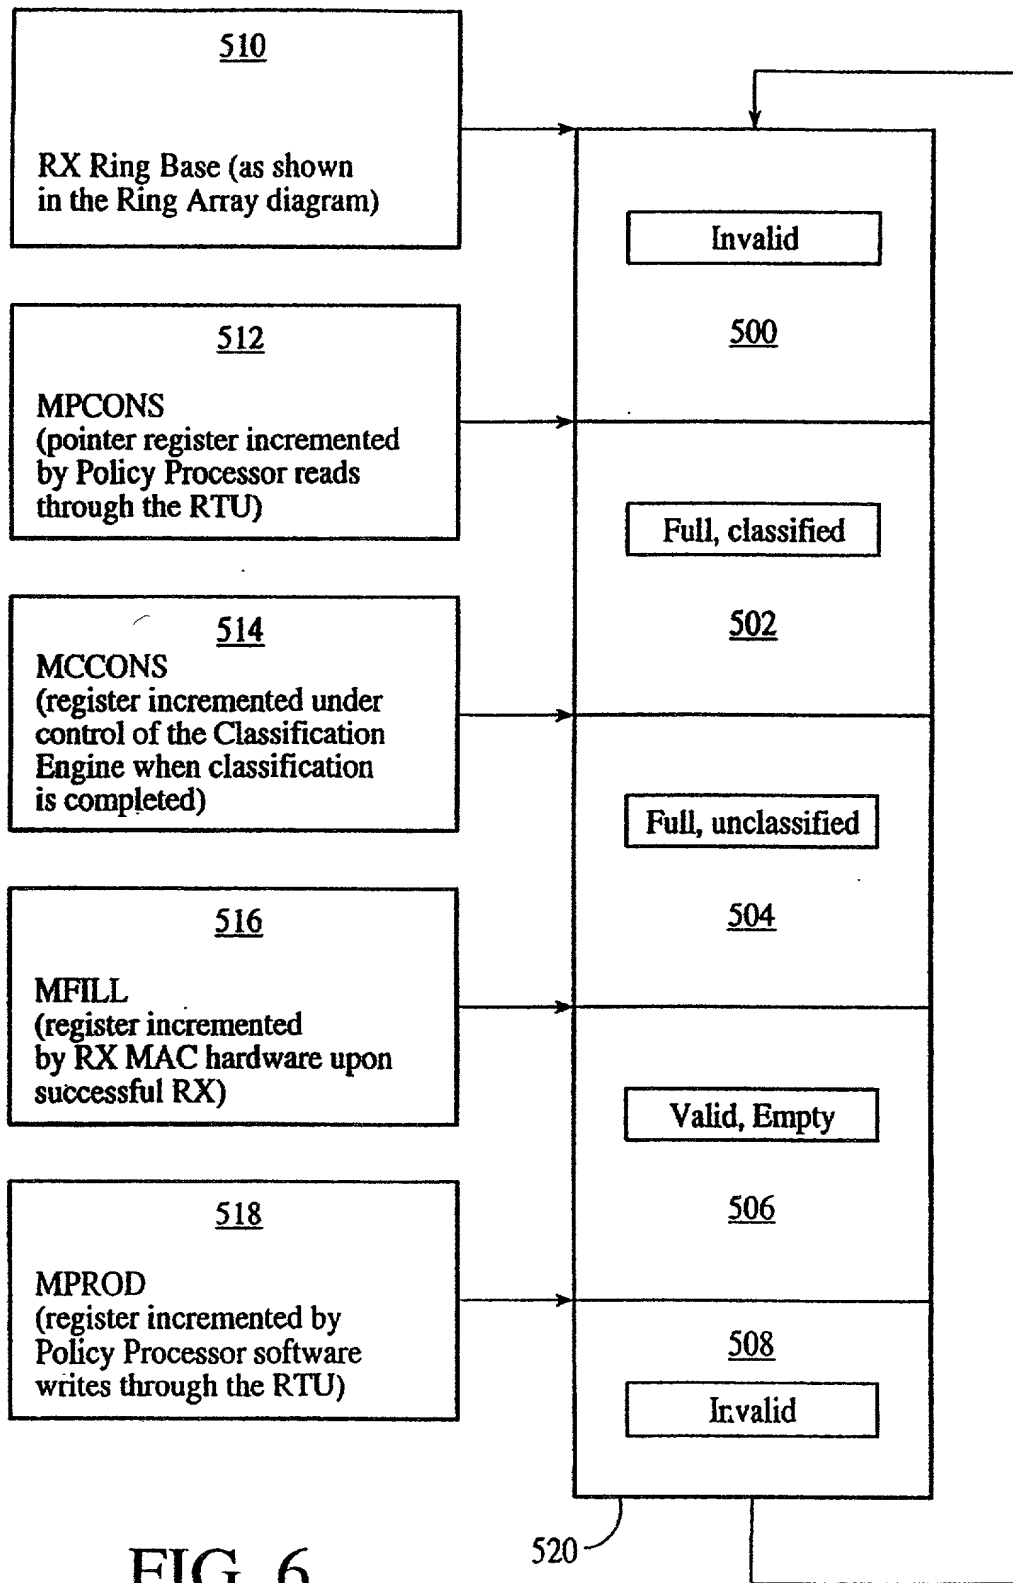 510
RX Ring Base (as shown
in the Ring Array diagram)
512
MPCONS
(pointer register incremented
by Policy Processor reads
through the RTU)
514
MCCONS
(register incremented under
control of the Classification
Engine when classification
is completed)
516
MFILL
(register incremented
by RX MAC hardware upon
successful RX)
518
MPROD
(register incremented by
Policy Processor software
writes through the RTU)
Invalid
500
Full, classified
502
Full, unclassified
504
Valid, Empty
506
508
Invalid
520
FIG. 6